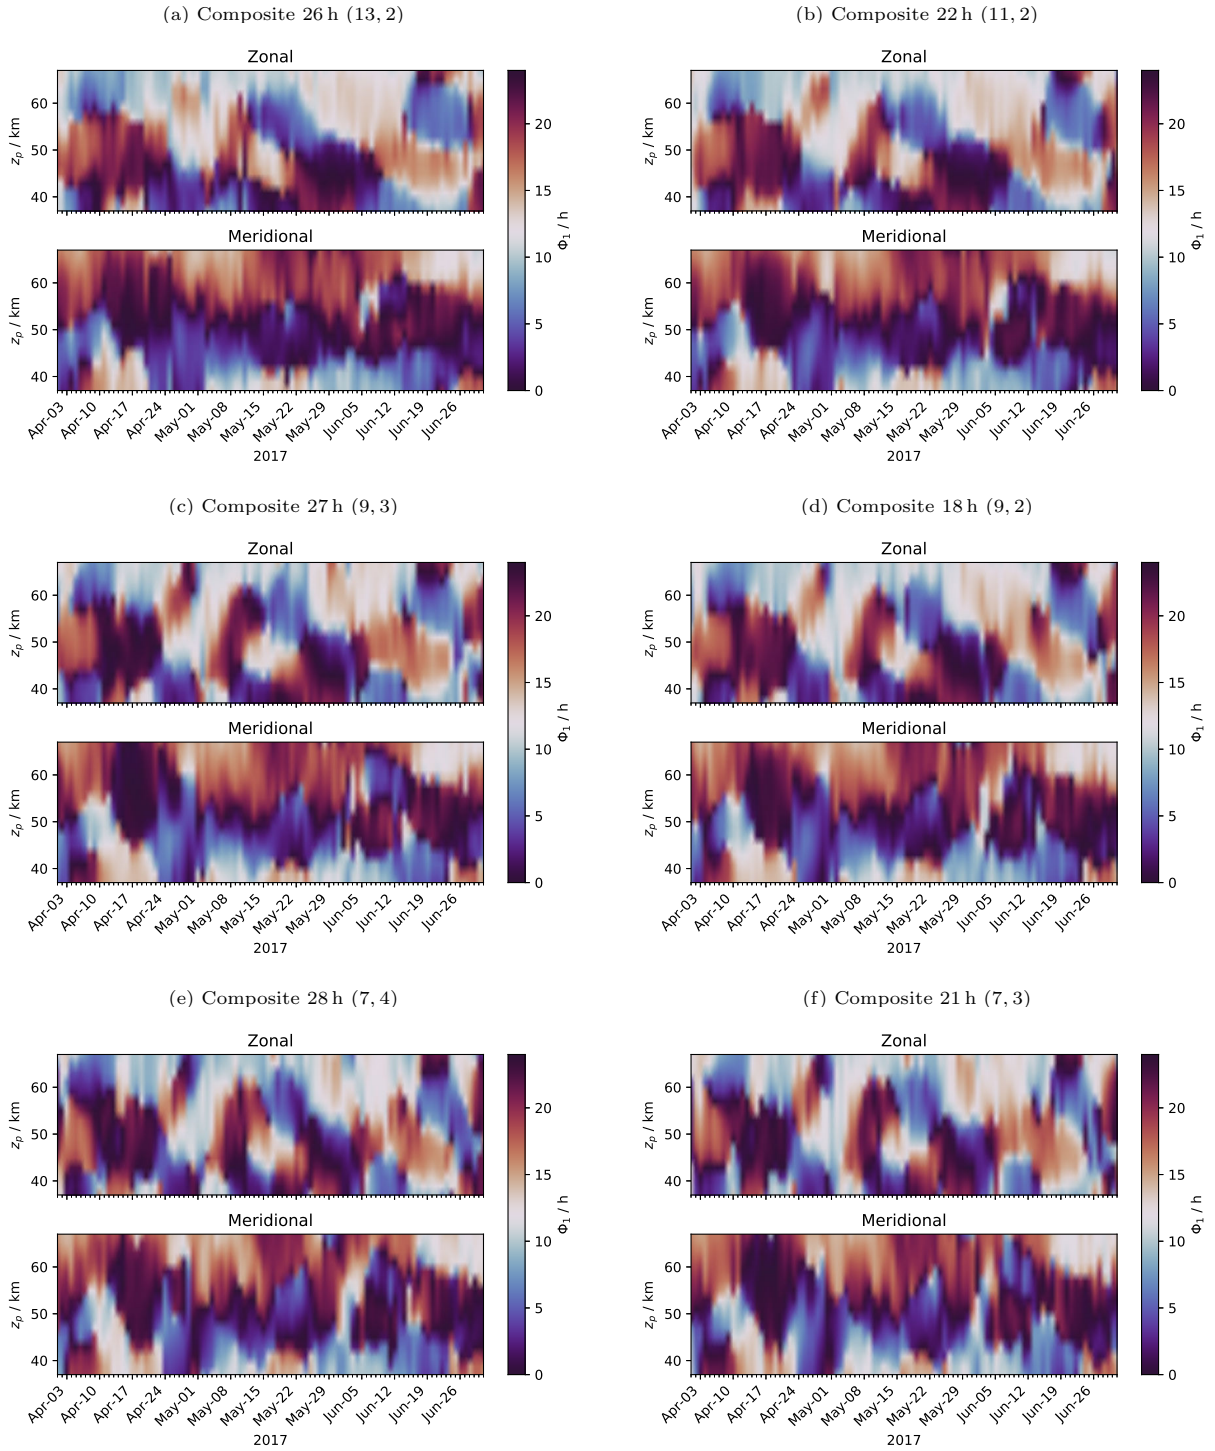 (a) Composite 26 h (13, 2)
Zonal
60
50
40
z_p / km
Meridional
60
50
40
z_p / km
Apr-03 Apr-10 Apr-17 Apr-24 May-01 May-08 May-15 May-22 May-29 Jun-05 Jun-12 Jun-19 Jun-26
2017
20
15
10
5
0
Φ₁ / h
(b) Composite 22 h (11, 2)
Zonal
60
50
40
z_p / km
Meridional
60
50
40
z_p / km
Apr-03 Apr-10 Apr-17 Apr-24 May-01 May-08 May-15 May-22 May-29 Jun-05 Jun-12 Jun-19 Jun-26
2017
20
15
10
5
0
Φ₁ / h
(c) Composite 27 h (9, 3)
Zonal
60
50
40
z_p / km
Meridional
60
50
40
z_p / km
Apr-03 Apr-10 Apr-17 Apr-24 May-01 May-08 May-15 May-22 May-29 Jun-05 Jun-12 Jun-19 Jun-26
2017
20
15
10
5
0
Φ₁ / h
(d) Composite 18 h (9, 2)
Zonal
60
50
40
z_p / km
Meridional
60
50
40
z_p / km
Apr-03 Apr-10 Apr-17 Apr-24 May-01 May-08 May-15 May-22 May-29 Jun-05 Jun-12 Jun-19 Jun-26
2017
20
15
10
5
0
Φ₁ / h
(e) Composite 28 h (7, 4)
Zonal
60
50
40
z_p / km
Meridional
60
50
40
z_p / km
Apr-03 Apr-10 Apr-17 Apr-24 May-01 May-08 May-15 May-22 May-29 Jun-05 Jun-12 Jun-19 Jun-26
2017
20
15
10
5
0
Φ₁ / h
(f) Composite 21 h (7, 3)
Zonal
60
50
40
z_p / km
Meridional
60
50
40
z_p / km
Apr-03 Apr-10 Apr-17 Apr-24 May-01 May-08 May-15 May-22 May-29 Jun-05 Jun-12 Jun-19 Jun-26
2017
20
15
10
5
0
Φ₁ / h